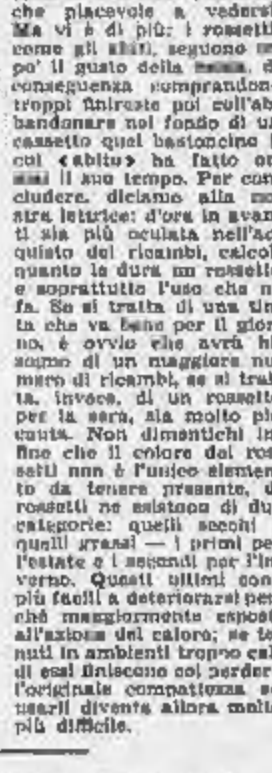 che piacevole a vedersi
Ma vi è di più: i rossetti
come gli abiti, seguono un
po' il gusto della d
conseguenza comprandon
troppi finireste poi coll'ab
bandonare nel fondo di un
cassetto quel bastoncino i
cui «abito» ha fatto or
mai il suo tempo. Per con
cludere, diciamo alla no
stra lettrice: d'ora in avan
ti sia più oculata nell'ac
quisto dei ricambi, calcol
quanto le dura un rossetto
e soprattutto l'uso che n
fa. Se si tratta di una tin
ta che va bene per il gior
no, è ovvio che avrà bi
sogno di un maggiore nu
mero di ricambi, se si trat
ta, invece, di un rossetto
per la sera, sia molto più
cauta. Non dimentichi in
fine che il colore dei ros
setti non è l'unico elemen
to da tenere presente, d
rossetti ne esistono di du
categorie: quelli secchi
quelli grassi — i primi pe
l'estate e i secondi per l'in
verno. Questi ultimi son
più facili a deteriorarsi per
chè maggiormente esposti
all'azione del calore; se te
nuti in ambienti troppo cal
di essi finiscono col perder
l'originale compattezza e
usarli diventa allora molto
più difficile.